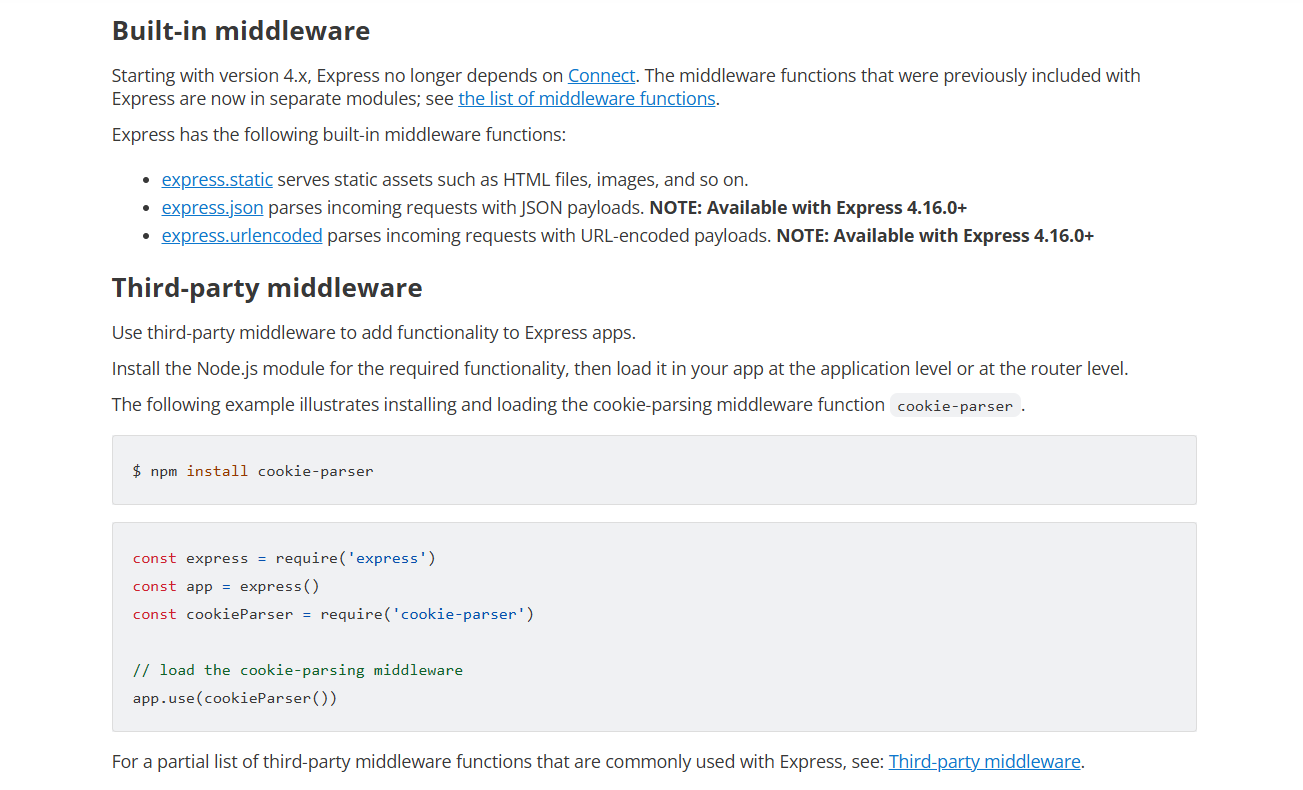 Built-in middleware
Starting with version 4.x, Express no longer depends on Connect. The middleware functions that were previously included with
Express are now in separate modules; see the list of middleware functions.
Express has the following built-in middleware functions:
• express.static serves static assets such as HTML files, images, and so on.
• express.json parses incoming requests with JSON payloads. NOTE: Available with Express 4.16.0+
• express.urlencoded parses incoming requests with URL-encoded payloads. NOTE: Available with Express 4.16.0+
Third-party middleware
Use third-party middleware to add functionality to Express apps.
Install the Node.js module for the required functionality, then load it in your app at the application level or at the router level.
The following example illustrates installing and loading the cookie-parsing middleware function cookie-parser.
$ npm install cookie-parser
const express = require('express')
const app = express()
const cookieParser = require('cookie-parser')
// load the cookie-parsing middleware
app.use(cookieParser())
For a partial list of third-party middleware functions that are commonly used with Express, see: Third-party middleware.